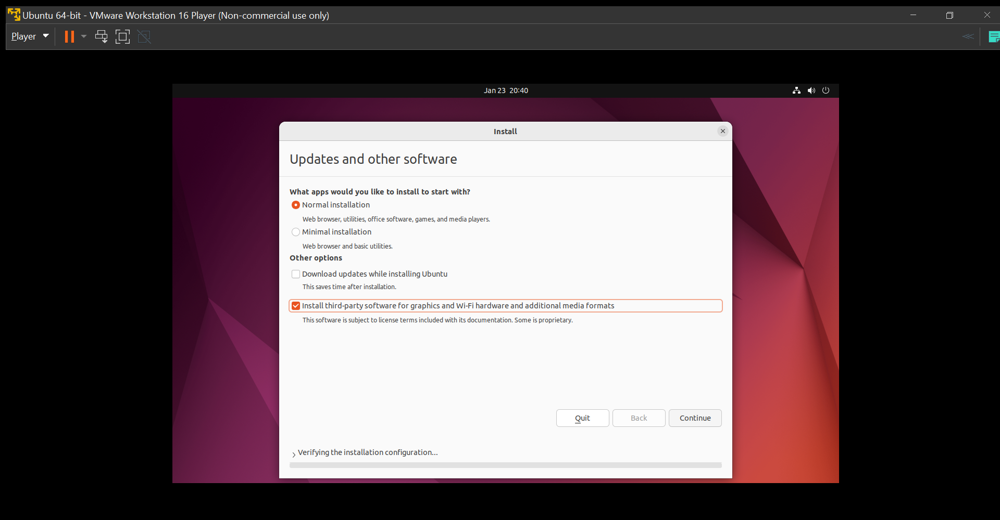 Ubuntu 64-bit - VMware Workstation 16 Player (Non-commercial use only)
Player
Jan 23 20:40
Install
Updates and other software
What apps would you like to install to start with?
Normal installation
Web browser, utilities, office software, games, and media players.
Minimal installation
Web browser and basic utilities.
Other options
Download updates while installing Ubuntu
This saves time after installation.
Install third-party software for graphics and Wi-Fi hardware and additional media formats
This software is subject to license terms included with its documentation. Some is proprietary.
Quit Back Continue
Verifying the installation configuration...